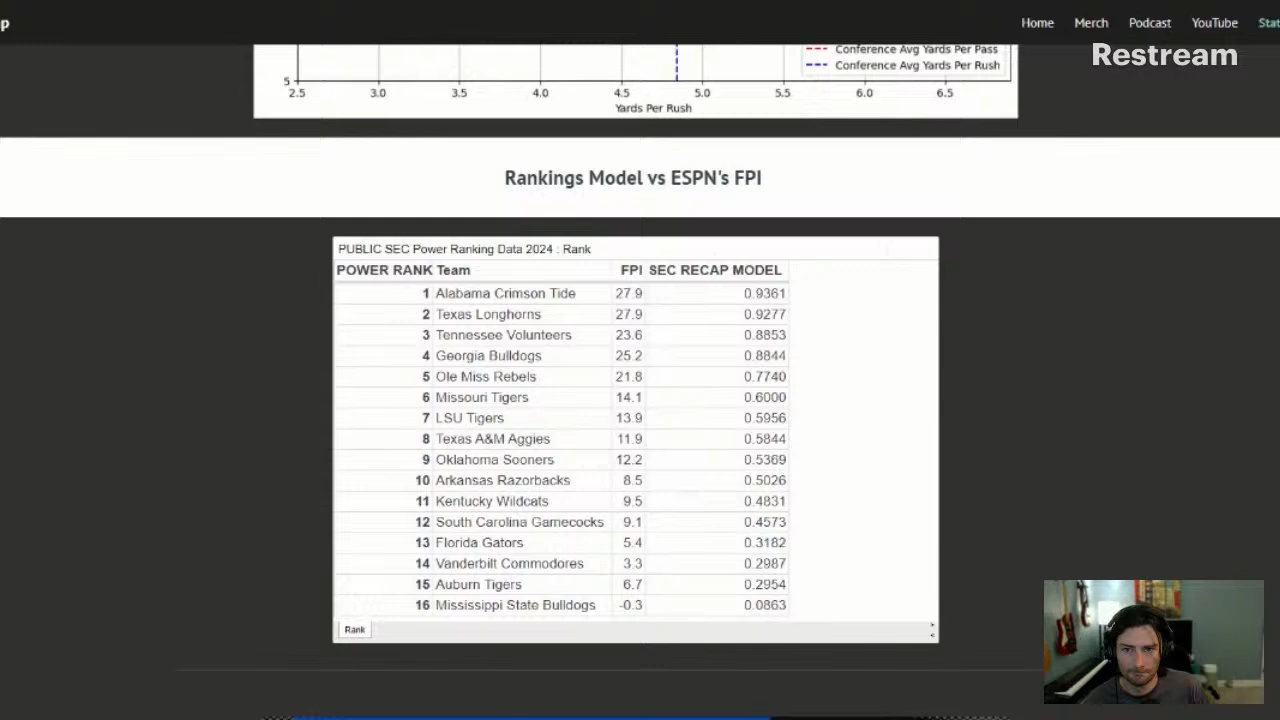 p Home Merch Podcast YouTube Stat
Restream
Conference Avg Yards Per Pass
Conference Avg Yards Per Rush
5
2.5 3.0 3.5 4.0 4.5 5.0 5.5 6.0 6.5
Yards Per Rush
Rankings Model vs ESPN's FPI
PUBLIC SEC Power Ranking Data 2024 : Rank
POWER RANK Team FPI SEC RECAP MODEL
1 Alabama Crimson Tide 27.9 0.9361
2 Texas Longhorns 27.9 0.9277
3 Tennessee Volunteers 23.6 0.8853
4 Georgia Bulldogs 25.2 0.8844
5 Ole Miss Rebels 21.8 0.7740
6 Missouri Tigers 14.1 0.6000
7 LSU Tigers 13.9 0.5956
8 Texas A&M Aggies 11.9 0.5844
9 Oklahoma Sooners 12.2 0.5369
10 Arkansas Razorbacks 8.5 0.5026
11 Kentucky Wildcats 9.5 0.4831
12 South Carolina Gamecocks 9.1 0.4573
13 Florida Gators 5.4 0.3182
14 Vanderbilt Commodores 3.3 0.2987
15 Auburn Tigers 6.7 0.2954
16 Mississippi State Bulldogs -0.3 0.0863
Rank